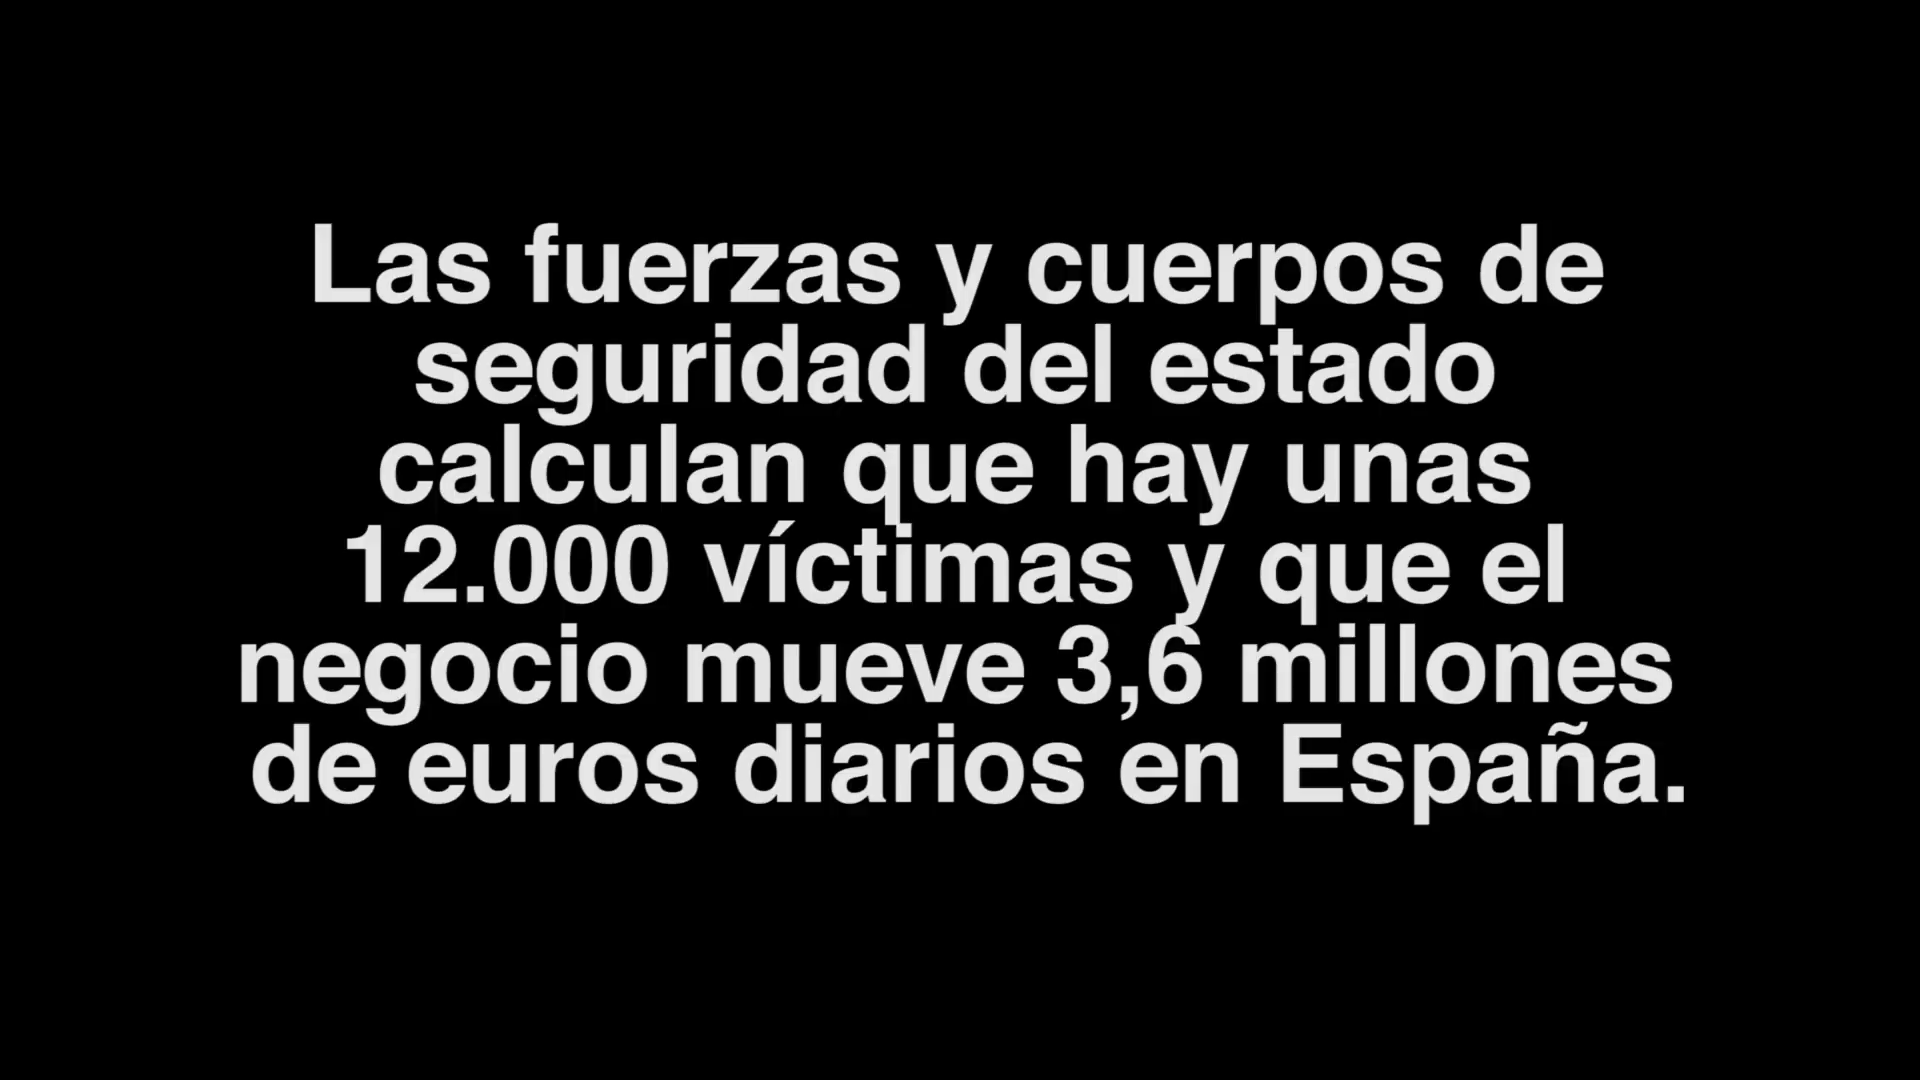 Las fuerzas y cuerpos de
seguridad del estado
calculan que hay unas
12.000 víctimas y que el
negocio mueve 3,6 millones
de euros diarios en España.